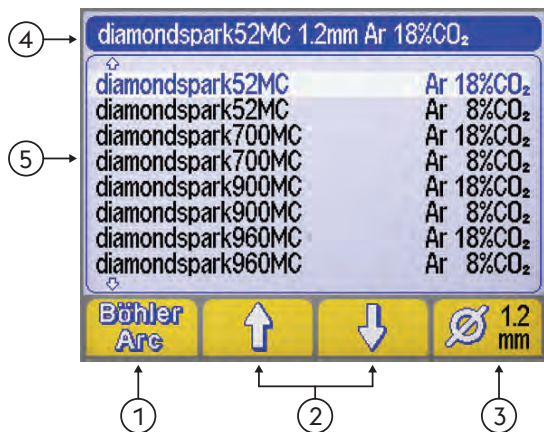 4 diamondspark52MC 1.2mm Ar 18%CO₂
diamondspark52MC Ar 18%CO₂
diamondspark52MC Ar 8%CO₂
diamondspark700MC Ar 18%CO₂
5 diamondspark700MC Ar 8%CO₂
diamondspark900MC Ar 18%CO₂
diamondspark900MC Ar 8%CO₂
diamondspark960MC Ar 18%CO₂
diamondspark960MC Ar 8%CO₂
Böhler Arc
Ø 1.2 mm
1 2 3